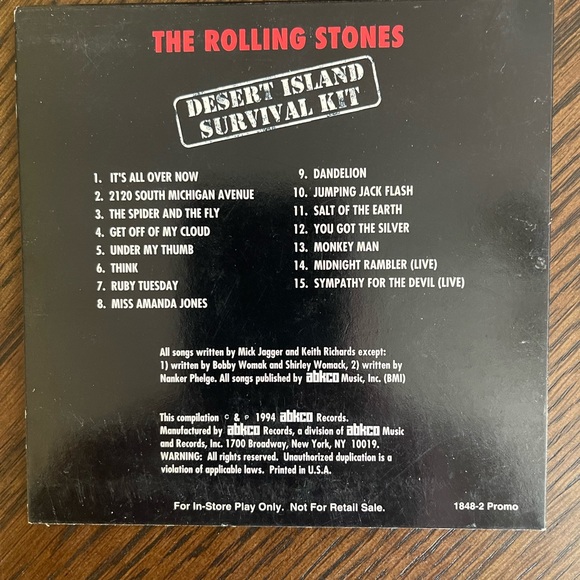 THE ROLLING STONES
DESERT ISLAND
SURVIVAL KIT
1. IT'S ALL OVER NOW
2. 2120 SOUTH MICHIGAN AVENUE
3. THE SPIDER AND THE FLY
4. GET OFF OF MY CLOUD
5. UNDER MY THUMB
6. THINK
7. RUBY TUESDAY
8. MISS AMANDA JONES
9. DANDELION
10. JUMPING JACK FLASH
11. SALT OF THE EARTH
12. YOU GOT THE SILVER
13. MONKEY MAN
14. MIDNIGHT RAMBLER (LIVE)
15. SYMPATHY FOR THE DEVIL (LIVE)
All songs written by Mick Jagger and Keith Richards except:
1) written by Bobby Womak and Shirley Womack, 2) written by
Nanker Phelge. All songs published by abkco Music, Inc. (BMI)
This compilation © & ℗ 1994 abkco Records.
Manufactured by abkco Records, a division of abkco Music
and Records, Inc. 1700 Broadway, New York, NY 10019.
WARNING: All rights reserved. Unauthorized duplication is a
violation of applicable laws. Printed in U.S.A.
For In-Store Play Only. Not For Retail Sale.
1848-2 Promo